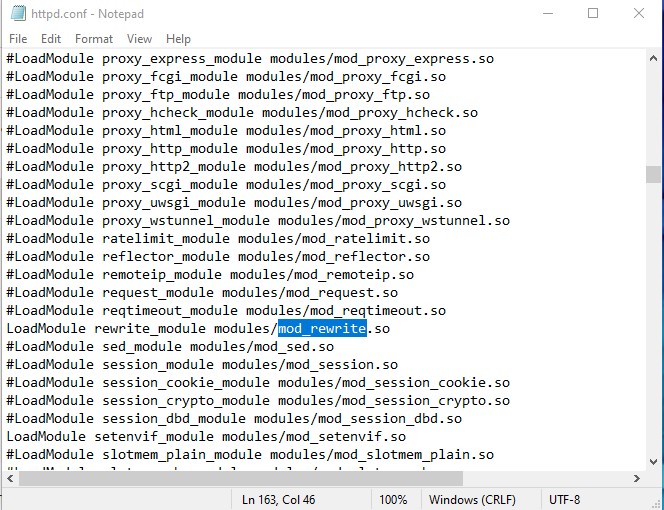 httpd.conf - Notepad
File Edit Format View Help
#LoadModule proxy_express_module modules/mod_proxy_express.so
#LoadModule proxy_fcgi_module modules/mod_proxy_fcgi.so
#LoadModule proxy_ftp_module modules/mod_proxy_ftp.so
#LoadModule proxy_hcheck_module modules/mod_proxy_hcheck.so
#LoadModule proxy_html_module modules/mod_proxy_html.so
#LoadModule proxy_http_module modules/mod_proxy_http.so
#LoadModule proxy_http2_module modules/mod_proxy_http2.so
#LoadModule proxy_scgi_module modules/mod_proxy_scgi.so
#LoadModule proxy_uwsgi_module modules/mod_proxy_uwsgi.so
#LoadModule proxy_wstunnel_module modules/mod_proxy_wstunnel.so
#LoadModule ratelimit_module modules/mod_ratelimit.so
#LoadModule reflector_module modules/mod_reflector.so
#LoadModule remoteip_module modules/mod_remoteip.so
#LoadModule request_module modules/mod_request.so
#LoadModule reqtimeout_module modules/mod_reqtimeout.so
LoadModule rewrite_module modules/mod_rewrite.so
#LoadModule sed_module modules/mod_sed.so
#LoadModule session_module modules/mod_session.so
#LoadModule session_cookie_module modules/mod_session_cookie.so
#LoadModule session_crypto_module modules/mod_session_crypto.so
#LoadModule session_dbd_module modules/mod_session_dbd.so
LoadModule setenvif_module modules/mod_setenvif.so
#LoadModule slotmem_plain_module modules/mod_slotmem_plain.so
Ln 163, Col 46 100% Windows (CRLF) UTF-8